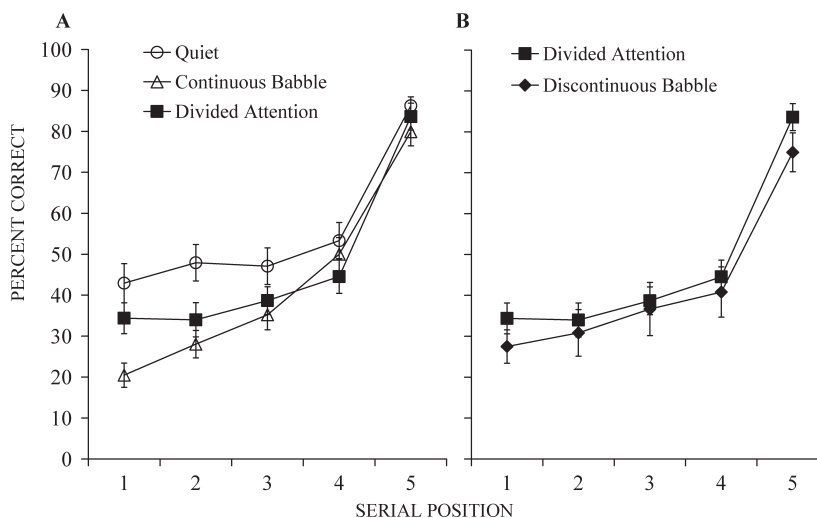 A
B
100
90
80
70
60
50
40
30
20
10
0
Quiet
Continuous Babble
Divided Attention
Divided Attention
Discontinuous Babble
PERCENT CORRECT
1 2 3 4 5
1 2 3 4 5
SERIAL POSITION